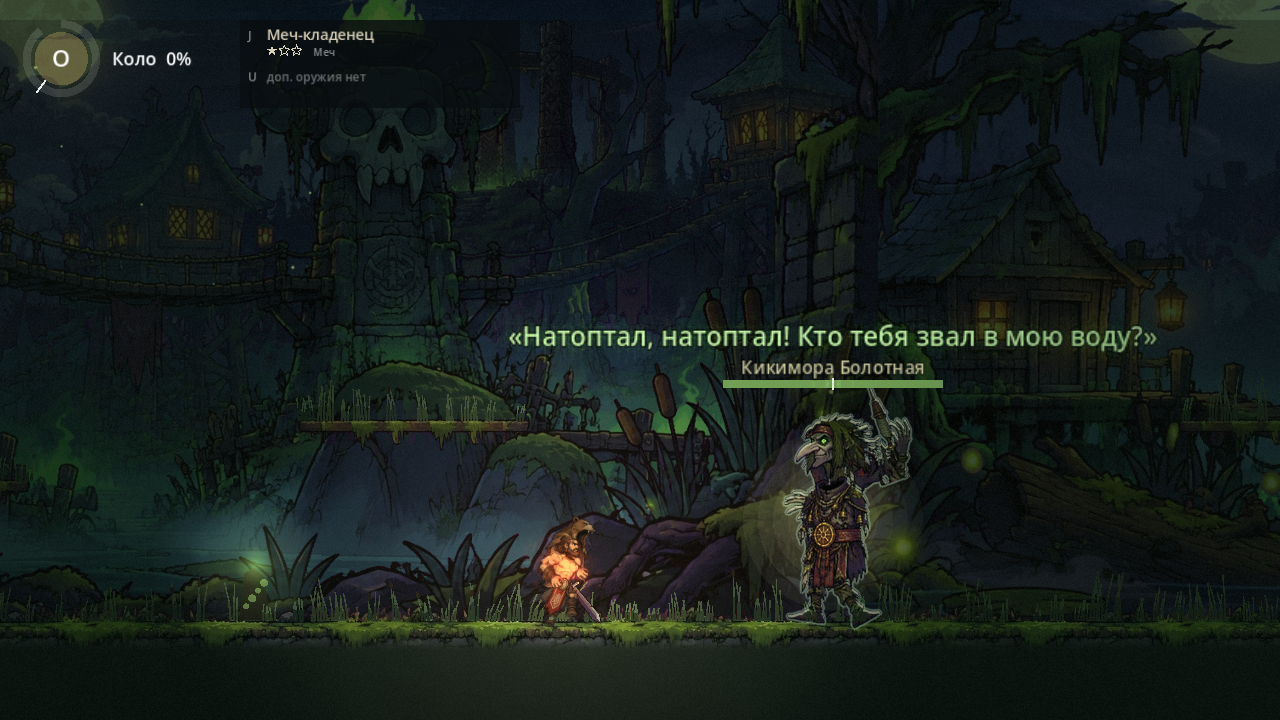 О
Коло 0%
J Меч-кладенец
★☆☆ Меч
U доп. оружия нет
«Натоптал, натоптал! Кто тебя звал в мою воду?»
Кикимора Болотная